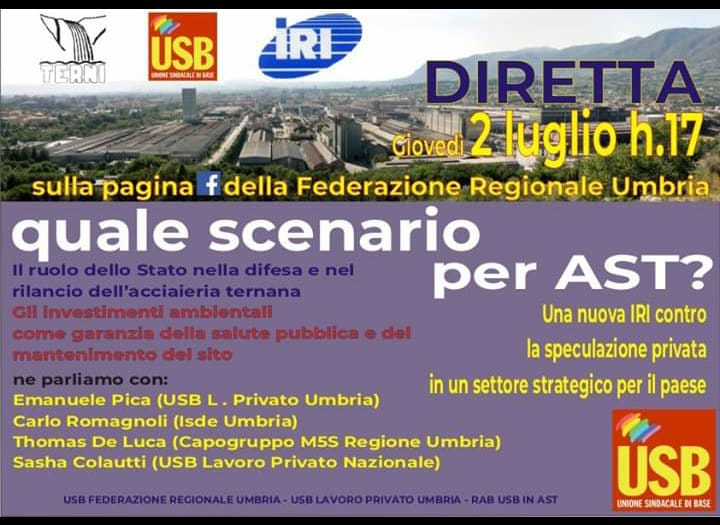 TERNI
USB
UNIONE SINDACALE DI BASE
IRI
DIRETTA
Giovedì 2 luglio h.17
sulla pagina f della Federazione Regionale Umbria
quale scenario
per AST?
Il ruolo dello Stato nella difesa e nel
rilancio dell'acciaieria ternana
Gli investimenti ambientali
come garanzia della salute pubblica e del
mantenimento del sito
Una nuova IRI contro
la speculazione privata
in un settore strategico per il paese
ne parliamo con:
Emanuele Pica (USB L . Privato Umbria)
Carlo Romagnoli (Isde Umbria)
Thomas De Luca (Capogruppo M5S Regione Umbria)
Sasha Colautti (USB Lavoro Privato Nazionale)
USB
UNIONE SINDACALE DI BASE
USB FEDERAZIONE REGIONALE UMBRIA - USB LAVORO PRIVATO UMBRIA - RAB USB IN AST